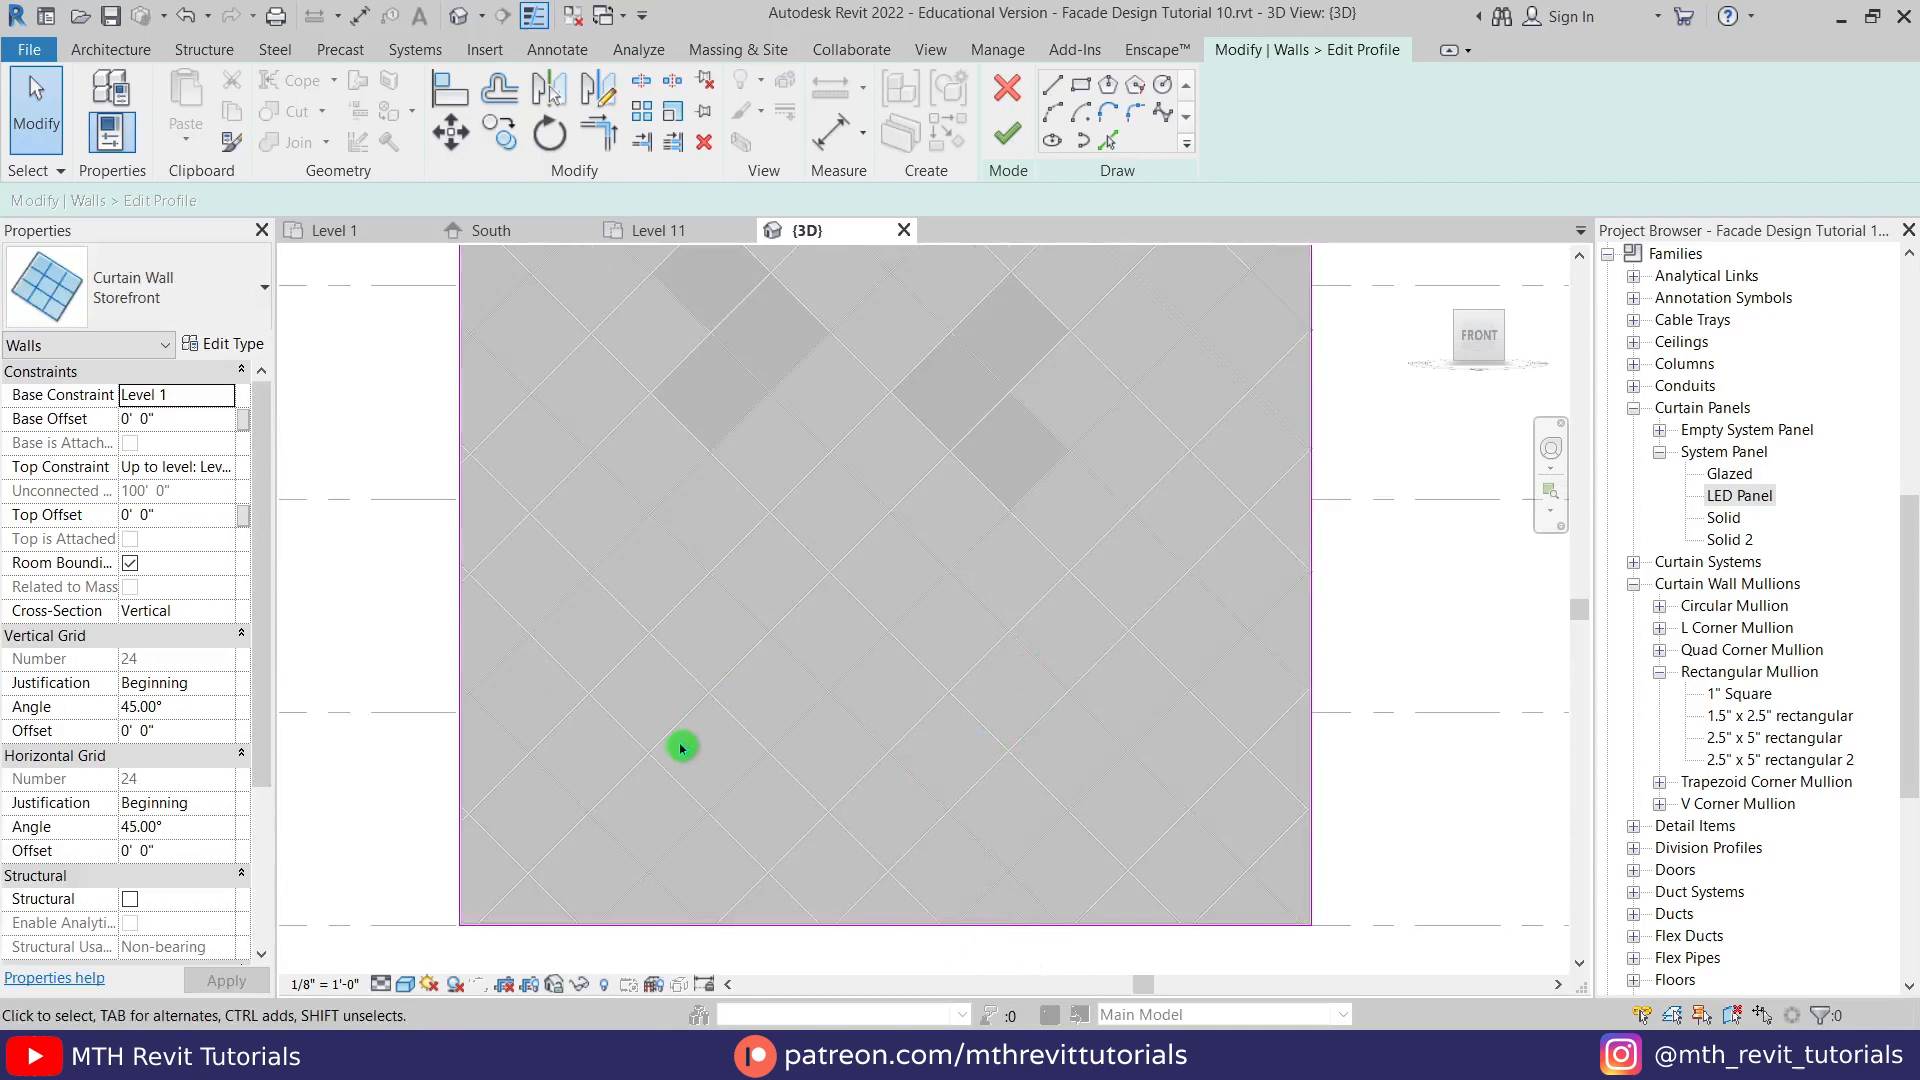 Autodesk Revit 2022 - Educational Version - Facade Design Tutorial 10.rvt - 3D View: {3D}
Sign In
File Architecture Structure Steel Precast Systems Insert Annotate Analyze Massing & Site Collaborate View Manage Add-Ins Enscape™ Modify | Walls > Edit Profile
Modify
Paste
Cope
Cut
Join
Select Properties Clipboard Geometry Modify View Measure Create Mode Draw
Modify | Walls > Edit Profile
Properties
Level 1
South
Level 11
{3D}
Project Browser - Facade Design Tutorial 1...
Curtain Wall
Storefront
Walls
Edit Type
Constraints
Base Constraint Level 1
Base Offset 0' 0"
Base is Attach...
Top Constraint Up to level: Lev...
Unconnected ... 100' 0"
Top Offset 0' 0"
Top is Attached
Room Boundi...
Related to Mass
Cross-Section Vertical
Vertical Grid
Number 24
Justification Beginning
Angle 45.00°
Offset 0' 0"
Horizontal Grid
Number 24
Justification Beginning
Angle 45.00°
Offset 0' 0"
Structural
Structural
Enable Analyti...
Structural Usa... Non-bearing
Properties help
Apply
FRONT
Families
Analytical Links
Annotation Symbols
Cable Trays
Ceilings
Columns
Conduits
Curtain Panels
Empty System Panel
System Panel
Glazed
LED Panel
Solid
Solid 2
Curtain Systems
Curtain Wall Mullions
Circular Mullion
L Corner Mullion
Quad Corner Mullion
Rectangular Mullion
1" Square
1.5" x 2.5" rectangular
2.5" x 5" rectangular
2.5" x 5" rectangular 2
Trapezoid Corner Mullion
V Corner Mullion
Detail Items
Division Profiles
Doors
Duct Systems
Ducts
Flex Ducts
Flex Pipes
Floors
1/8" = 1'-0"
Click to select, TAB for alternates, CTRL adds, SHIFT unselects.
:0
Main Model
:0
MTH Revit Tutorials
patreon.com/mthrevittutorials
@mth_revit_tutorials